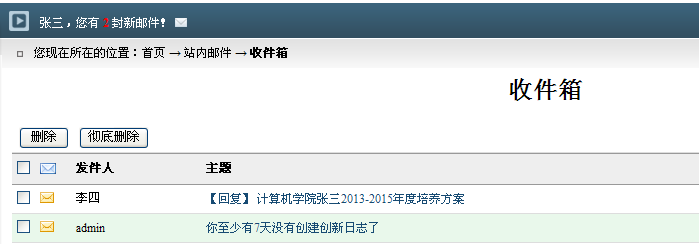 张三，您有 2 封新邮件！
您现在所在的位置：首页 → 站内邮件 → 收件箱
收件箱
删除 彻底删除
发件人 主题
李四 【回复】 计算机学院张三2013-2015年度培养方案
admin 你至少有7天没有创建创新日志了